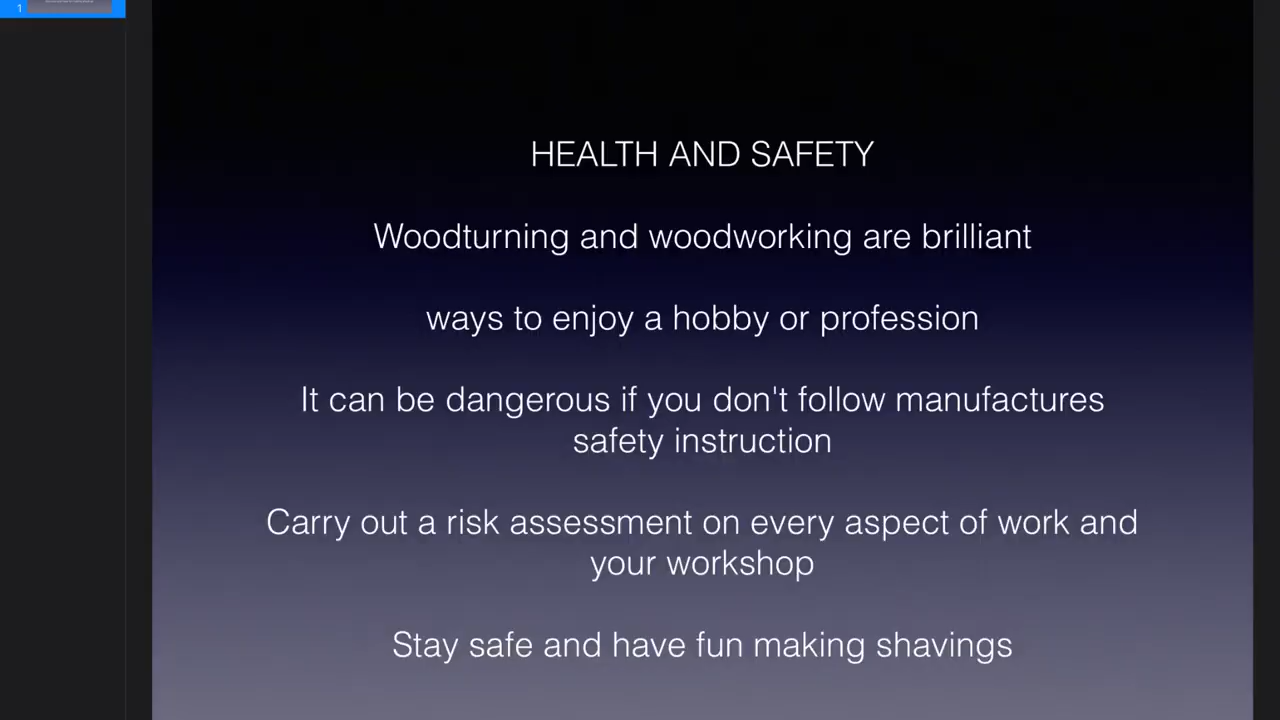 1
HEALTH AND SAFETY
Woodturning and woodworking are brilliant
ways to enjoy a hobby or profession
It can be dangerous if you don't follow manufactures
safety instruction
Carry out a risk assessment on every aspect of work and
your workshop
Stay safe and have fun making shavings